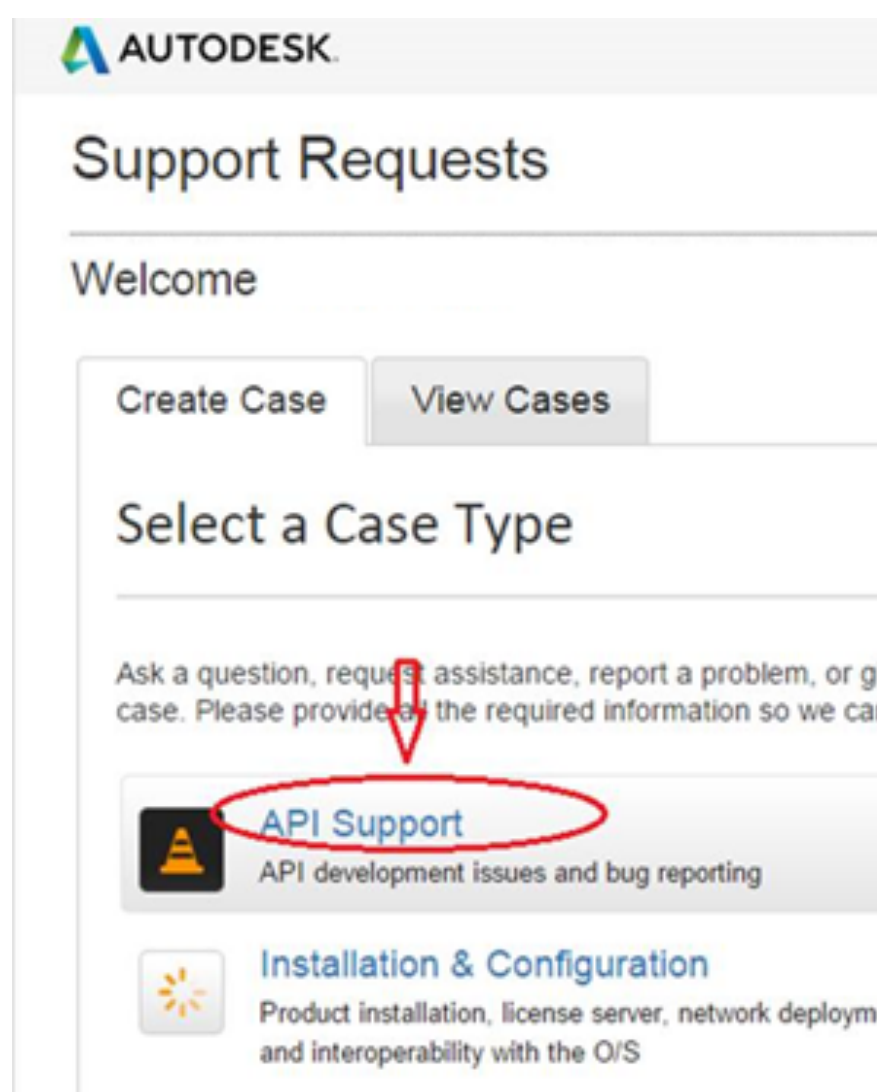 AUTODESK.
Support Requests
Welcome
Create Case View Cases
Select a Case Type
Ask a question, request assistance, report a problem, or g
case. Please provide all the required information so we ca
API Support
API development issues and bug reporting
Installation & Configuration
Product installation, license server, network deploym
and interoperability with the O/S